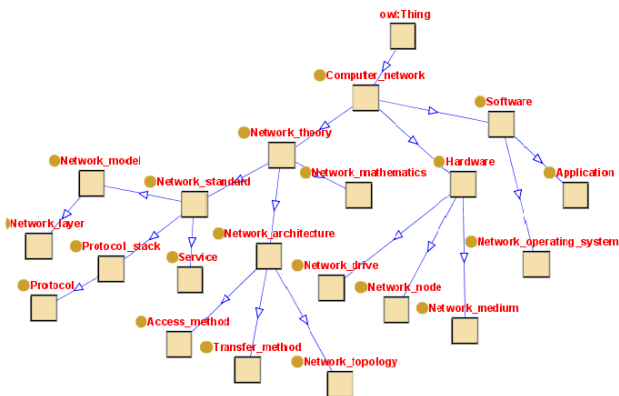 owl:Thing
Computer_network
Software
Network_theory
Network_model
Hardware
Network_mathematics
Application
Network_standard
Network_layer
Network_architecture
Protocol_stack
Service
Network_operating_system
Network_drive
Protocol
Network_node
Network_medium
Access_method
Transfer_method
Network_topology